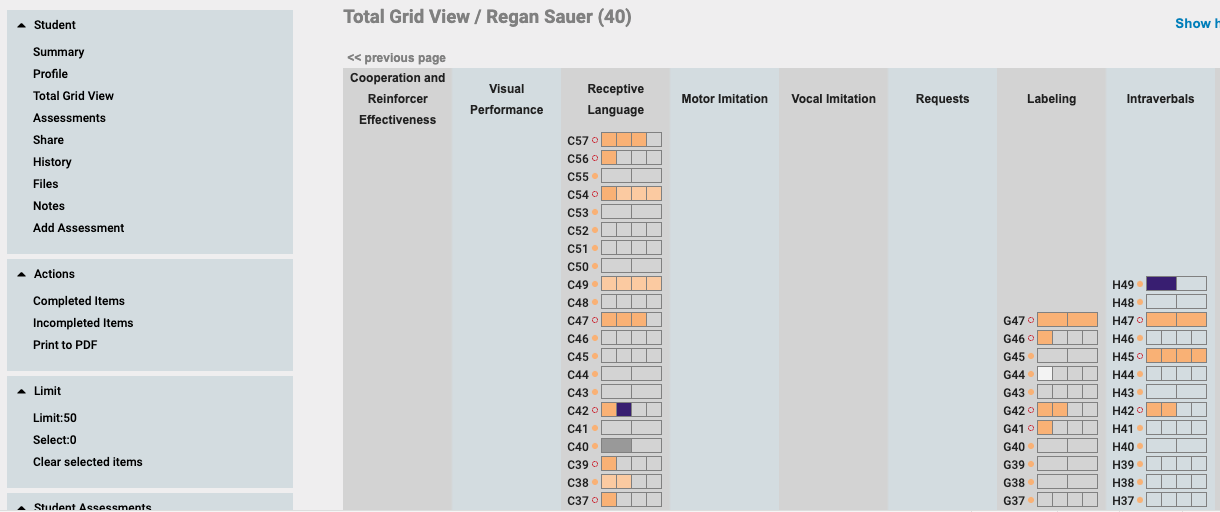 Student
Summary
Profile
Total Grid View
Assessments
Share
History
Files
Notes
Add Assessment
Actions
Completed Items
Incompleted Items
Print to PDF
Limit
Limit:50
Select:0
Clear selected items
Student Assessments
Total Grid View / Regan Sauer (40)
Show h
<< previous page
Cooperation and
Reinforcer
Effectiveness
Visual
Performance
Receptive
Language
Motor Imitation
Vocal Imitation
Requests
Labeling
Intraverbals
C57
C56
C55
C54
C53
C52
C51
C50
C49
C48
C47
C46
C45
C44
C43
C42
C41
C40
C39
C38
C37
G47
G46
G45
G44
G43
G42
G41
G40
G39
G38
G37
H49
H48
H47
H46
H45
H44
H43
H42
H41
H40
H39
H38
H37